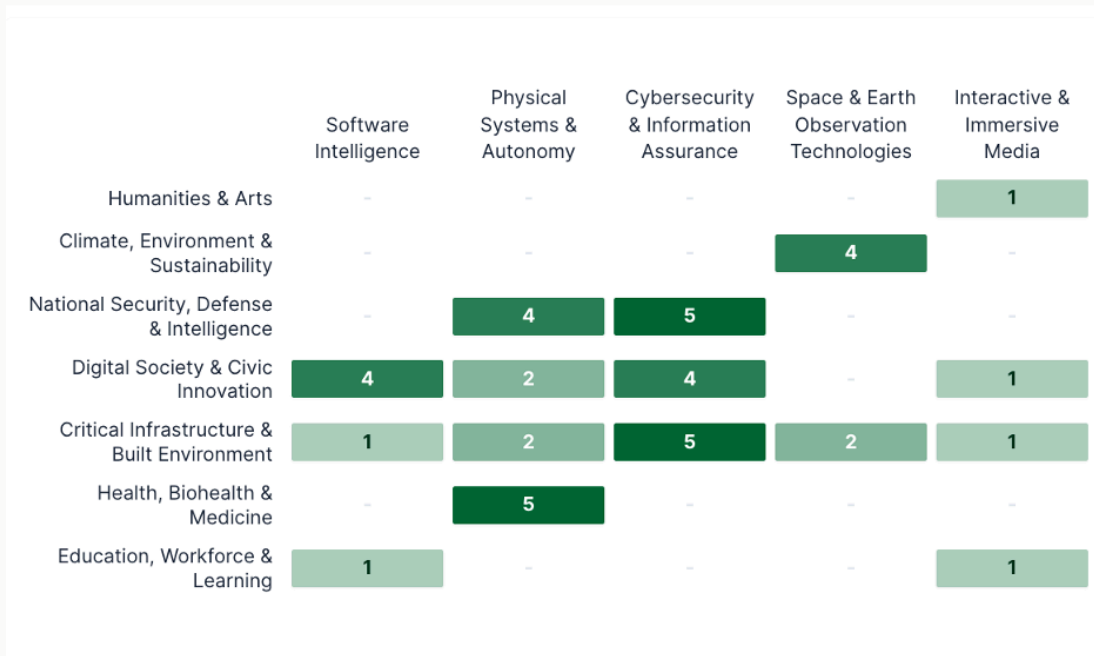 Software
Intelligence
Physical
Systems &
Autonomy
Cybersecurity
& Information
Assurance
Space & Earth
Observation
Technologies
Interactive &
Immersive
Media
Humanities & Arts
- - - - 1
Climate, Environment &
Sustainability
- - - 4 -
National Security, Defense
& Intelligence
- 4 5 - -
Digital Society & Civic
Innovation
4 2 4 - 1
Critical Infrastructure &
Built Environment
1 2 5 2 1
Health, Biohealth &
Medicine
- 5 - - -
Education, Workforce &
Learning
1 - - - 1